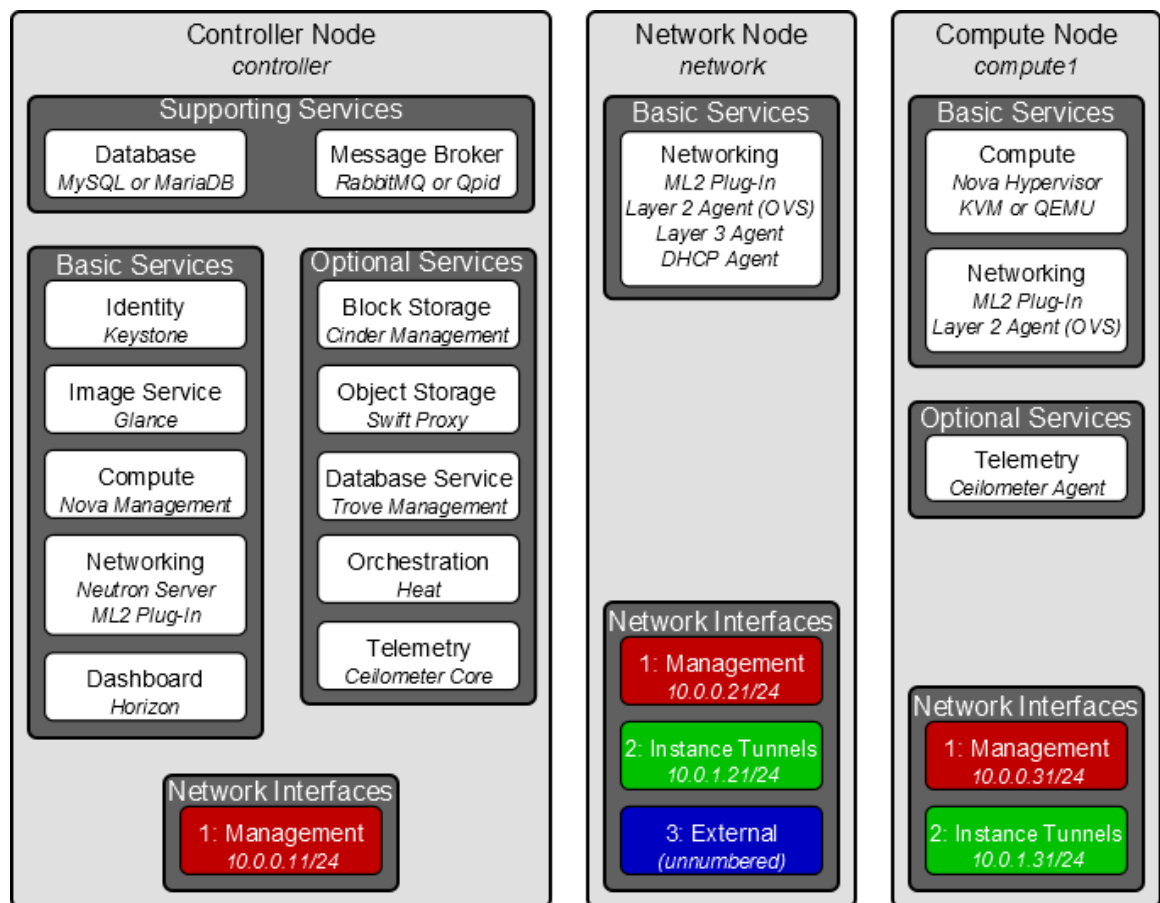 Controller Node
controller
Supporting Services
Database
MySQL or MariaDB
Message Broker
RabbitMQ or Qpid
Basic Services
Identity
Keystone
Image Service
Glance
Compute
Nova Management
Networking
Neutron Server
ML2 Plug-In
Dashboard
Horizon
Optional Services
Block Storage
Cinder Management
Object Storage
Swift Proxy
Database Service
Trove Management
Orchestration
Heat
Telemetry
Ceilometer Core
Network Interfaces
1: Management
10.0.0.11/24
Network Node
network
Basic Services
Networking
ML2 Plug-In
Layer 2 Agent (OVS)
Layer 3 Agent
DHCP Agent
Network Interfaces
1: Management
10.0.0.21/24
2: Instance Tunnels
10.0.1.21/24
3: External
(unnumbered)
Compute Node
compute1
Basic Services
Compute
Nova Hypervisor
KVM or QEMU
Networking
ML2 Plug-In
Layer 2 Agent (OVS)
Optional Services
Telemetry
Ceilometer Agent
Network Interfaces
1: Management
10.0.0.31/24
2: Instance Tunnels
10.0.1.31/24